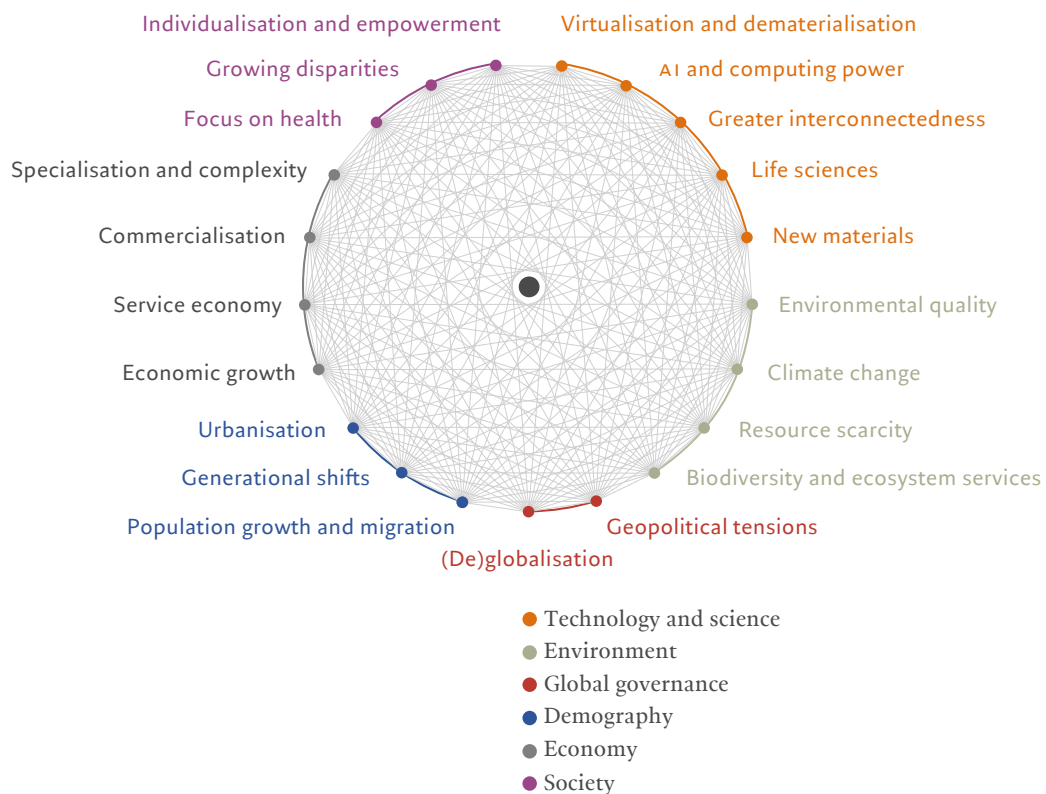 Individualisation and empowerment
Virtualisation and dematerialisation
Growing disparities
AI and computing power
Focus on health
Greater interconnectedness
Specialisation and complexity
Life sciences
Commercialisation
New materials
Service economy
Environmental quality
Economic growth
Climate change
Urbanisation
Resource scarcity
Generational shifts
Biodiversity and ecosystem services
Population growth and migration
Geopolitical tensions
(De)globalisation
Technology and science
Environment
Global governance
Demography
Economy
Society